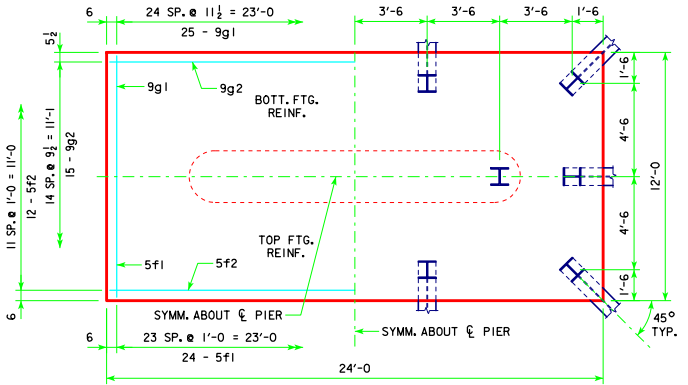 6
24 SP. @ 11½ = 23'-0
25 - 9g1
3'-6
3'-6
3'-6
1'-6
5½
9g1
9g2
BOTT. FTG.
REINF.
1'-6
4'-6
12'-0
4'-6
1'-6
11 SP. @ 1'-0 = 11'-0
12 - 5f2
14 SP. @ 9½ = 11'-1
15 - 9g2
TOP FTG.
REINF.
5f1
5f2
6
SYMM. ABOUT ℄ PIER
SYMM. ABOUT ℄ PIER
45°
TYP.
6
23 SP. @ 1'-0 = 23'-0
24 - 5f1
24'-0